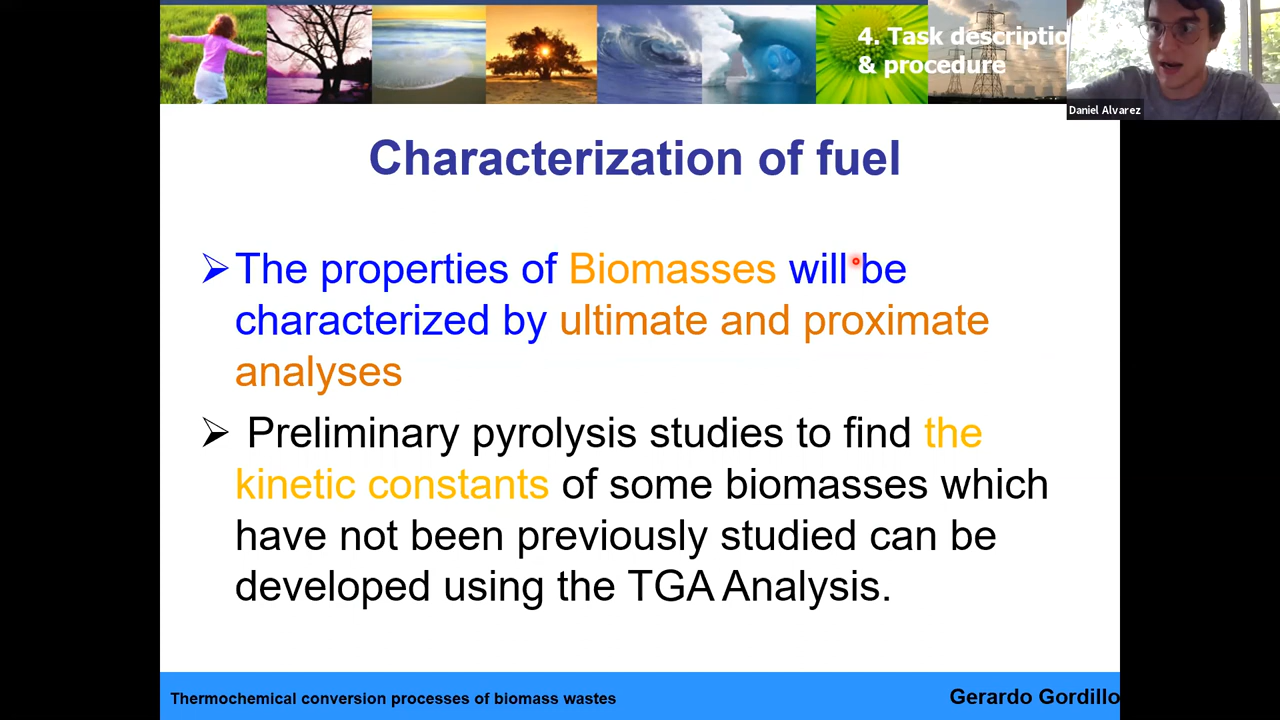 4. Task descriptio
& procedure
Daniel Alvarez
Characterization of fuel
The properties of Biomasses will be
characterized by ultimate and proximate
analyses
Preliminary pyrolysis studies to find the
kinetic constants of some biomasses which
have not been previously studied can be
developed using the TGA Analysis.
Thermochemical conversion processes of biomass wastes
Gerardo Gordillo